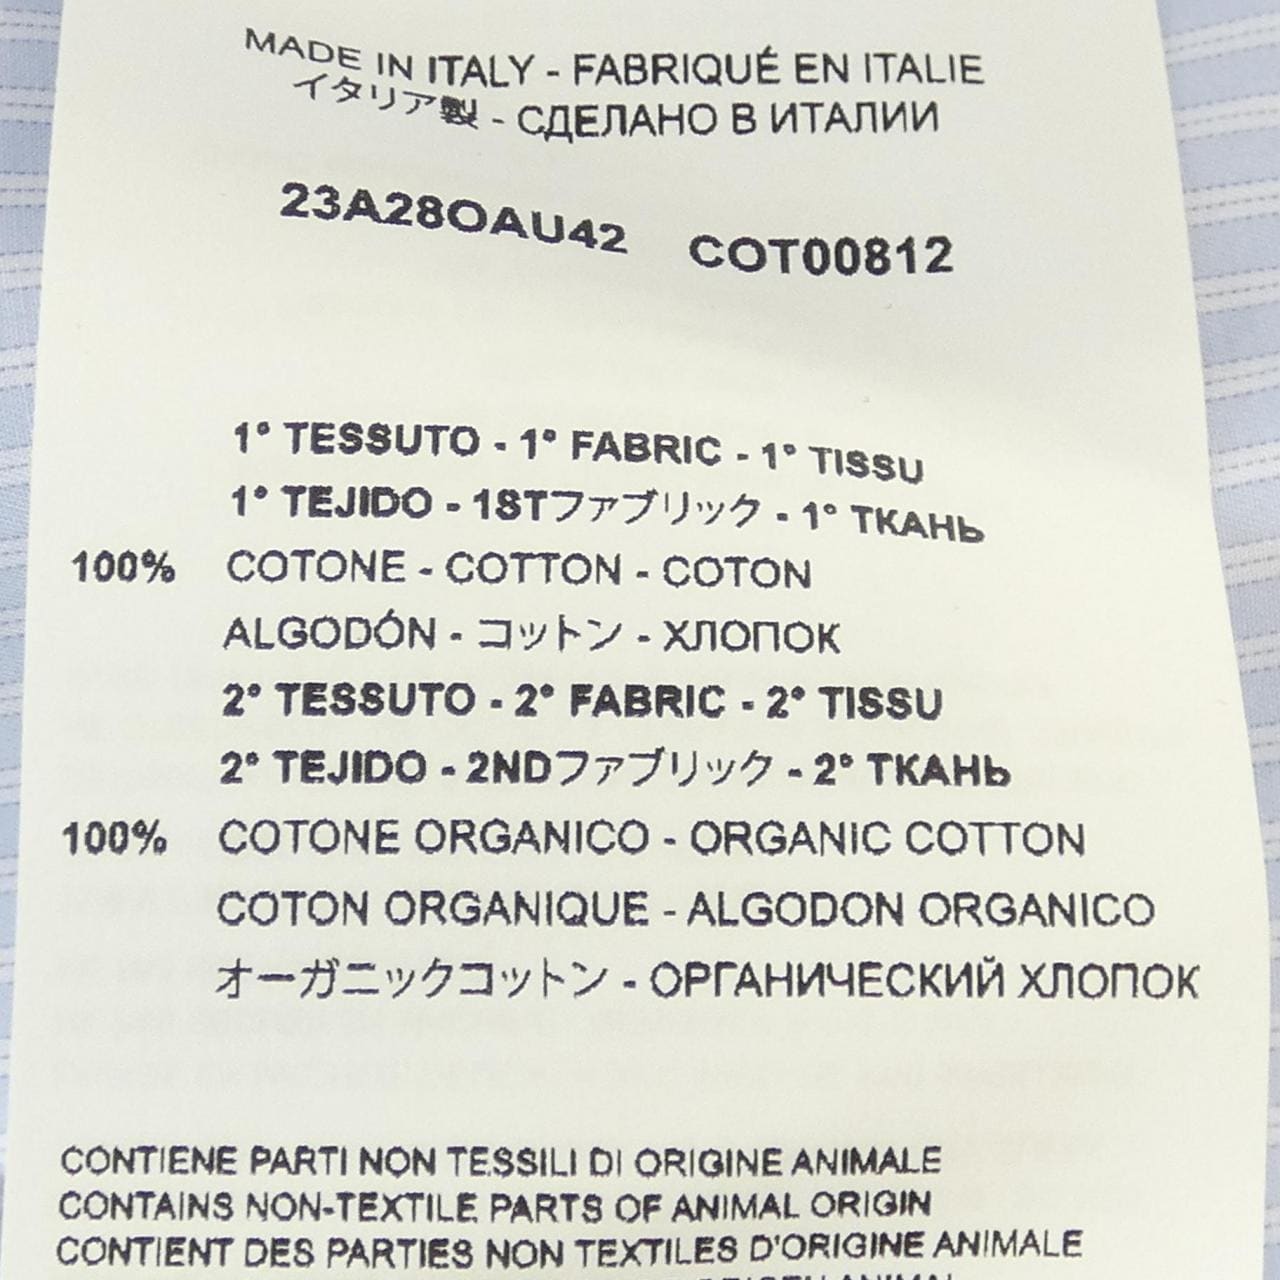 MADE IN ITALY - FABRIQUÉ EN ITALIE
イタリア製 - СДЕЛАНО В ИТАЛИИ
23A28OAU42 COT00812
1° TESSUTO - 1° FABRIC - 1° TISSU
1° TEJIDO - 1STファブリック - 1° ТКАНЬ
100% COTONE - COTTON - COTON
ALGODÓN - コットン - ХЛОПОК
2° TESSUTO - 2° FABRIC - 2° TISSU
2° TEJIDO - 2NDファブリック - 2° ТКАНЬ
100% COTONE ORGANICO - ORGANIC COTTON
COTON ORGANIQUE - ALGODON ORGANICO
オーガニックコットン - ОРГАНИЧЕСКИЙ ХЛОПОК
CONTIENE PARTI NON TESSILI DI ORIGINE ANIMALE
CONTAINS NON-TEXTILE PARTS OF ANIMAL ORIGIN
CONTIENT DES PARTIES NON TEXTILES D'ORIGINE ANIMALE